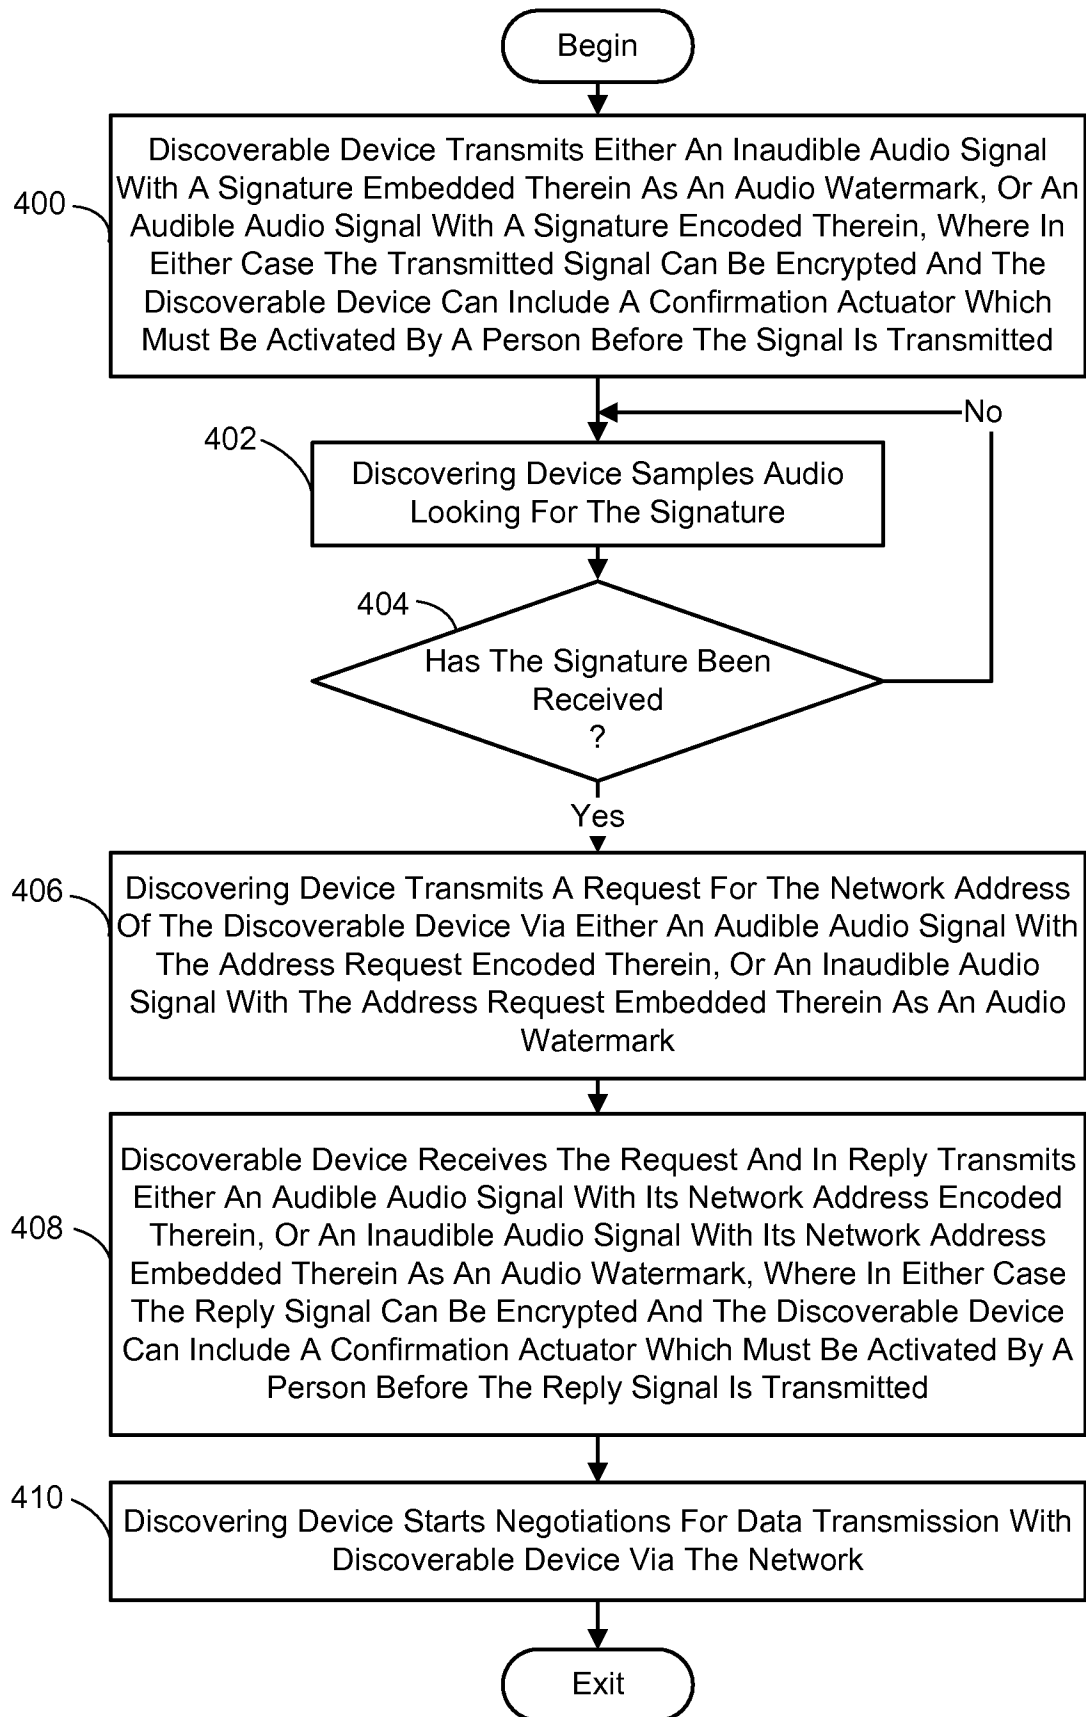 Begin
400
Discoverable Device Transmits Either An Inaudible Audio Signal
With A Signature Embedded Therein As An Audio Watermark, Or An
Audible Audio Signal With A Signature Encoded Therein, Where In
Either Case The Transmitted Signal Can Be Encrypted And The
Discoverable Device Can Include A Confirmation Actuator Which
Must Be Activated By A Person Before The Signal Is Transmitted
No
402
Discovering Device Samples Audio
Looking For The Signature
404
Has The Signature Been
Received
?
Yes
406
Discovering Device Transmits A Request For The Network Address
Of The Discoverable Device Via Either An Audible Audio Signal With
The Address Request Encoded Therein, Or An Inaudible Audio
Signal With The Address Request Embedded Therein As An Audio
Watermark
408
Discoverable Device Receives The Request And In Reply Transmits
Either An Audible Audio Signal With Its Network Address Encoded
Therein, Or An Inaudible Audio Signal With Its Network Address
Embedded Therein As An Audio Watermark, Where In Either Case
The Reply Signal Can Be Encrypted And The Discoverable Device
Can Include A Confirmation Actuator Which Must Be Activated By A
Person Before The Reply Signal Is Transmitted
410
Discovering Device Starts Negotiations For Data Transmission With
Discoverable Device Via The Network
Exit